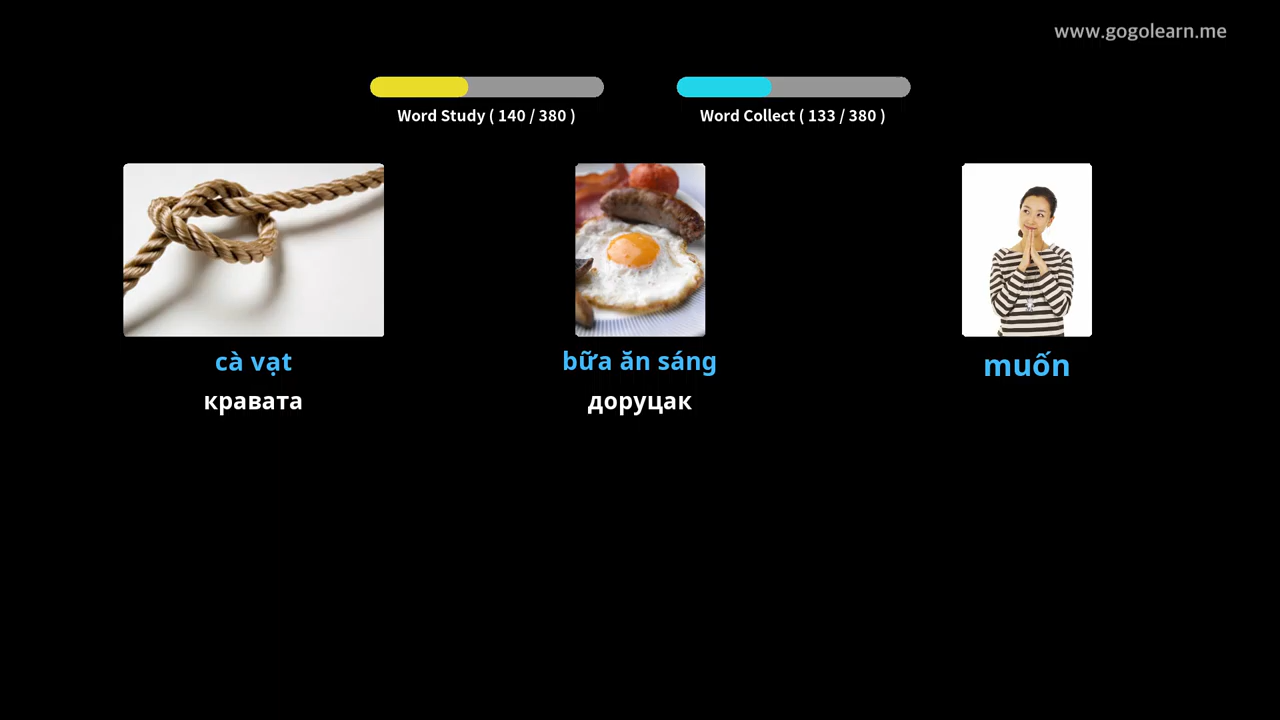 www.gogolearn.me
Word Study ( 140 / 380 )
Word Collect ( 133 / 380 )
cà vạt
кравата
bữa ăn sáng
доруцак
muốn